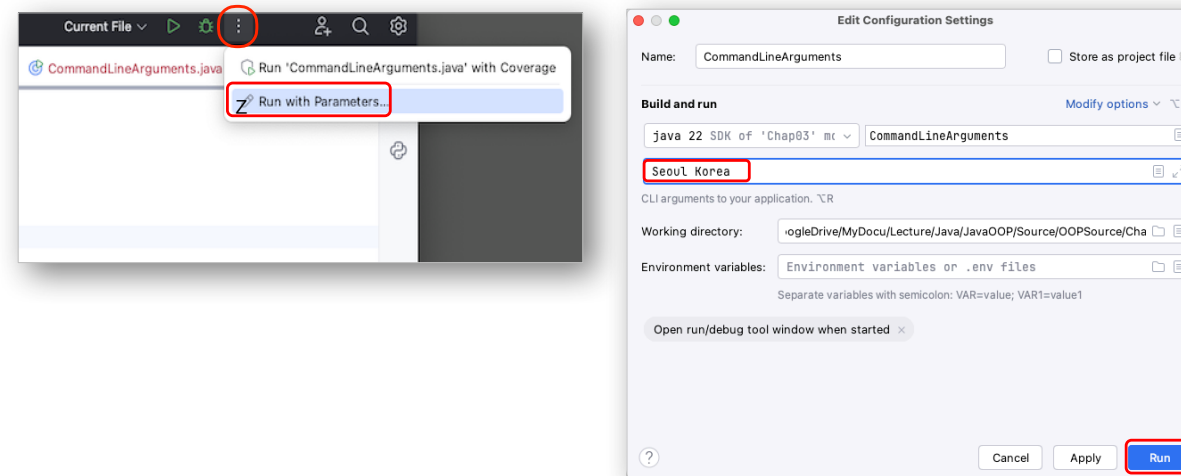 Current File
CommandLineArguments.java
Run 'CommandLineArguments.java' with Coverage
Z Run with Parameters...
Edit Configuration Settings
Name: CommandLineArguments Store as project file
Build and run Modify options ⌥
java 22 SDK of 'Chap03' mo CommandLineArguments
Seoul Korea
CLI arguments to your application. ⌥R
Working directory: ogleDrive/MyDocu/Lecture/Java/JavaOOP/Source/OOPSource/Cha
Environment variables: Environment variables or .env files
Separate variables with semicolon: VAR=value; VAR1=value1
Open run/debug tool window when started ×
? Cancel Apply Run